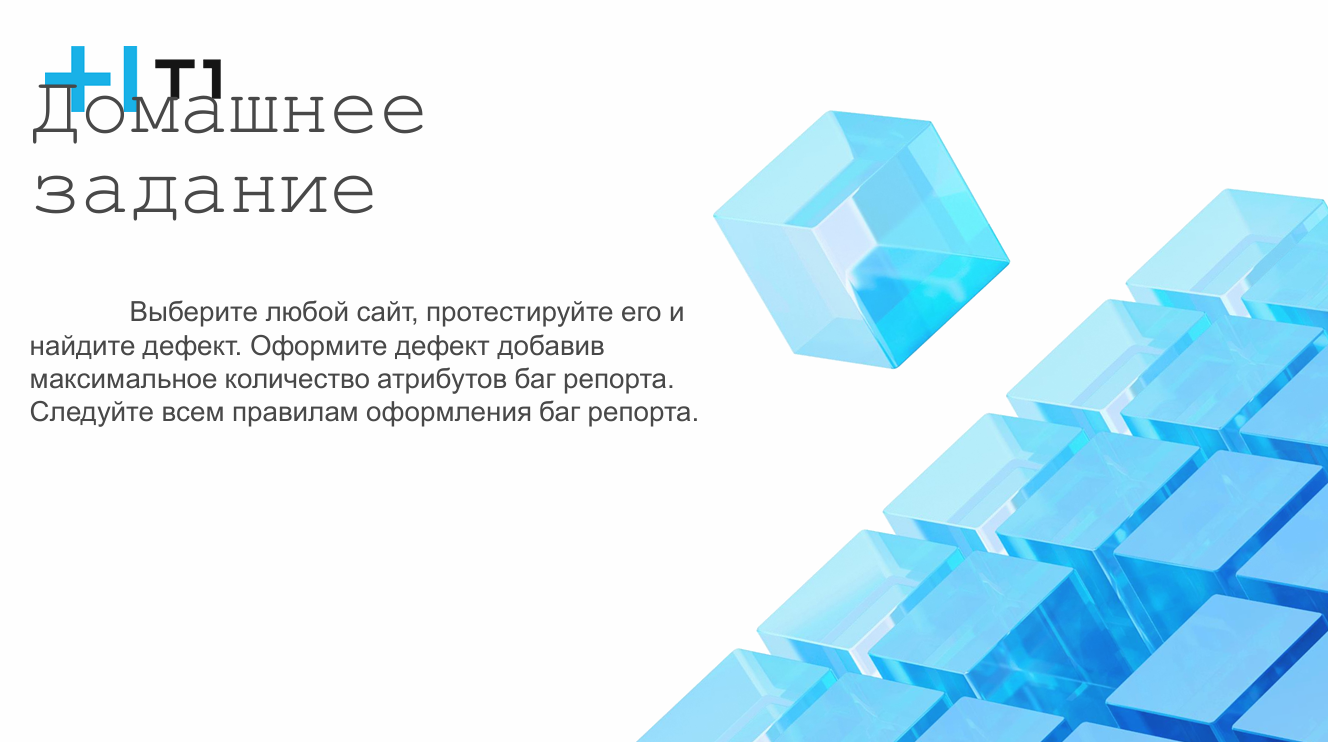 T1
Домашнее
задание
Выберите любой сайт, протестируйте его и
найдите дефект. Оформите дефект добавив
максимальное количество атрибутов баг репорта.
Следуйте всем правилам оформления баг репорта.